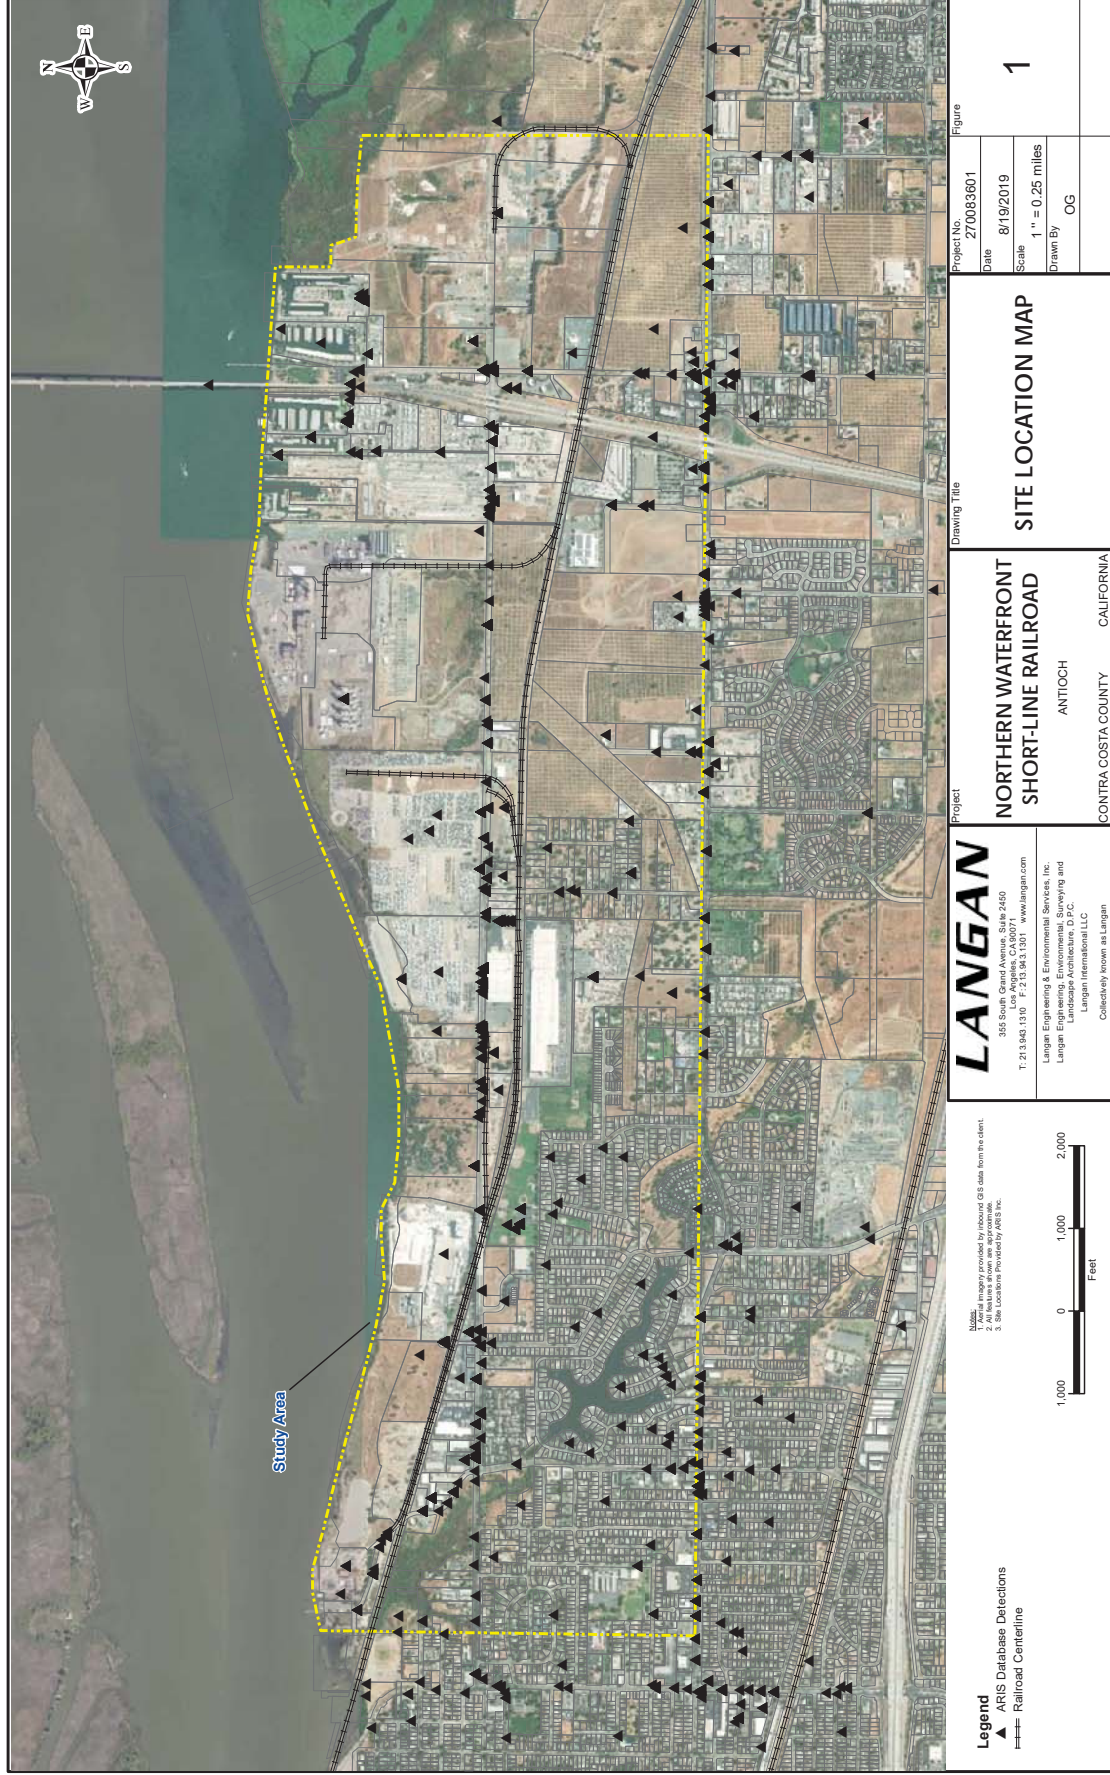 N
W E
S
Study Area
Legend
ARIS Database Detections
Railroad Centerline
Notes:
1. Aerial imagery provided by inbound GIS data from the client.
2. All features shown are approximate.
3. Site Locations Provided by ARIS Inc.
1,000 0 1,000 2,000
Feet
LANGAN
355 South Grand Avenue, Suite 2450
Los Angeles, CA 90071
T: 213.943.1310 F: 213.943.1301 www.langan.com
Langan Engineering & Environmental Services, Inc.
Langan Engineering, Environmental, Surveying and
Landscape Architecture, D.P.C.
Langan International LLC
Collectively known as Langan
Project
NORTHERN WATERFRONT
SHORT-LINE RAILROAD
ANTIOCH
CONTRA COSTA COUNTY CALIFORNIA
Drawing Title
SITE LOCATION MAP
Project No.
270083601
Date
8/19/2019
Scale
1 " = 0.25 miles
Drawn By
OG
Figure
1